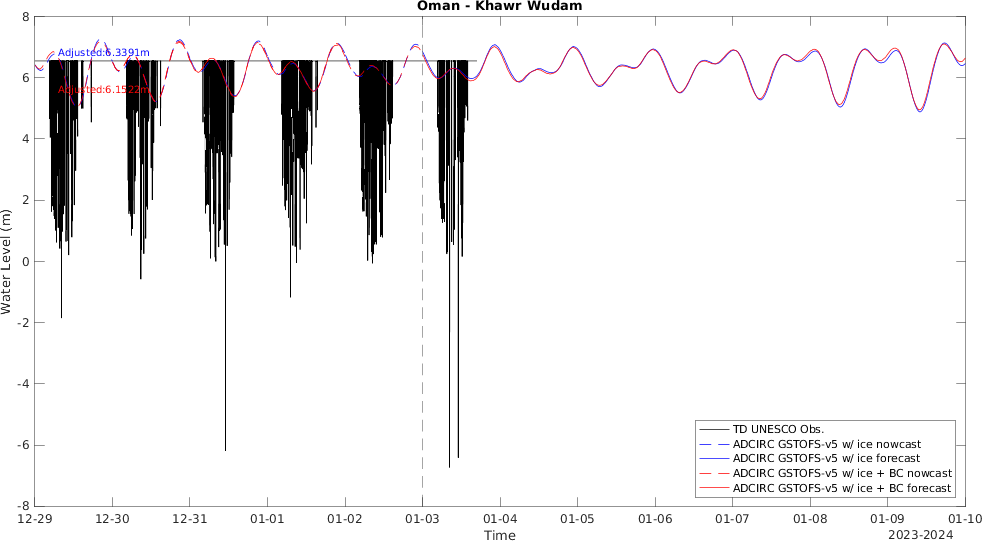 Oman - Khawr Wudam
Water Level (m)
8
6
4
2
0
-2
-4
-6
-8
Adjusted:6.3391m
Adjusted:6.1522m
TD UNESCO Obs.
ADCIRC GSTOFS-v5 w/ ice nowcast
ADCIRC GSTOFS-v5 w/ ice forecast
ADCIRC GSTOFS-v5 w/ ice + BC nowcast
ADCIRC GSTOFS-v5 w/ ice + BC forecast
12-29 12-30 12-31 01-01 01-02 01-03 01-04 01-05 01-06 01-07 01-08 01-09 01-10
Time
2023-2024